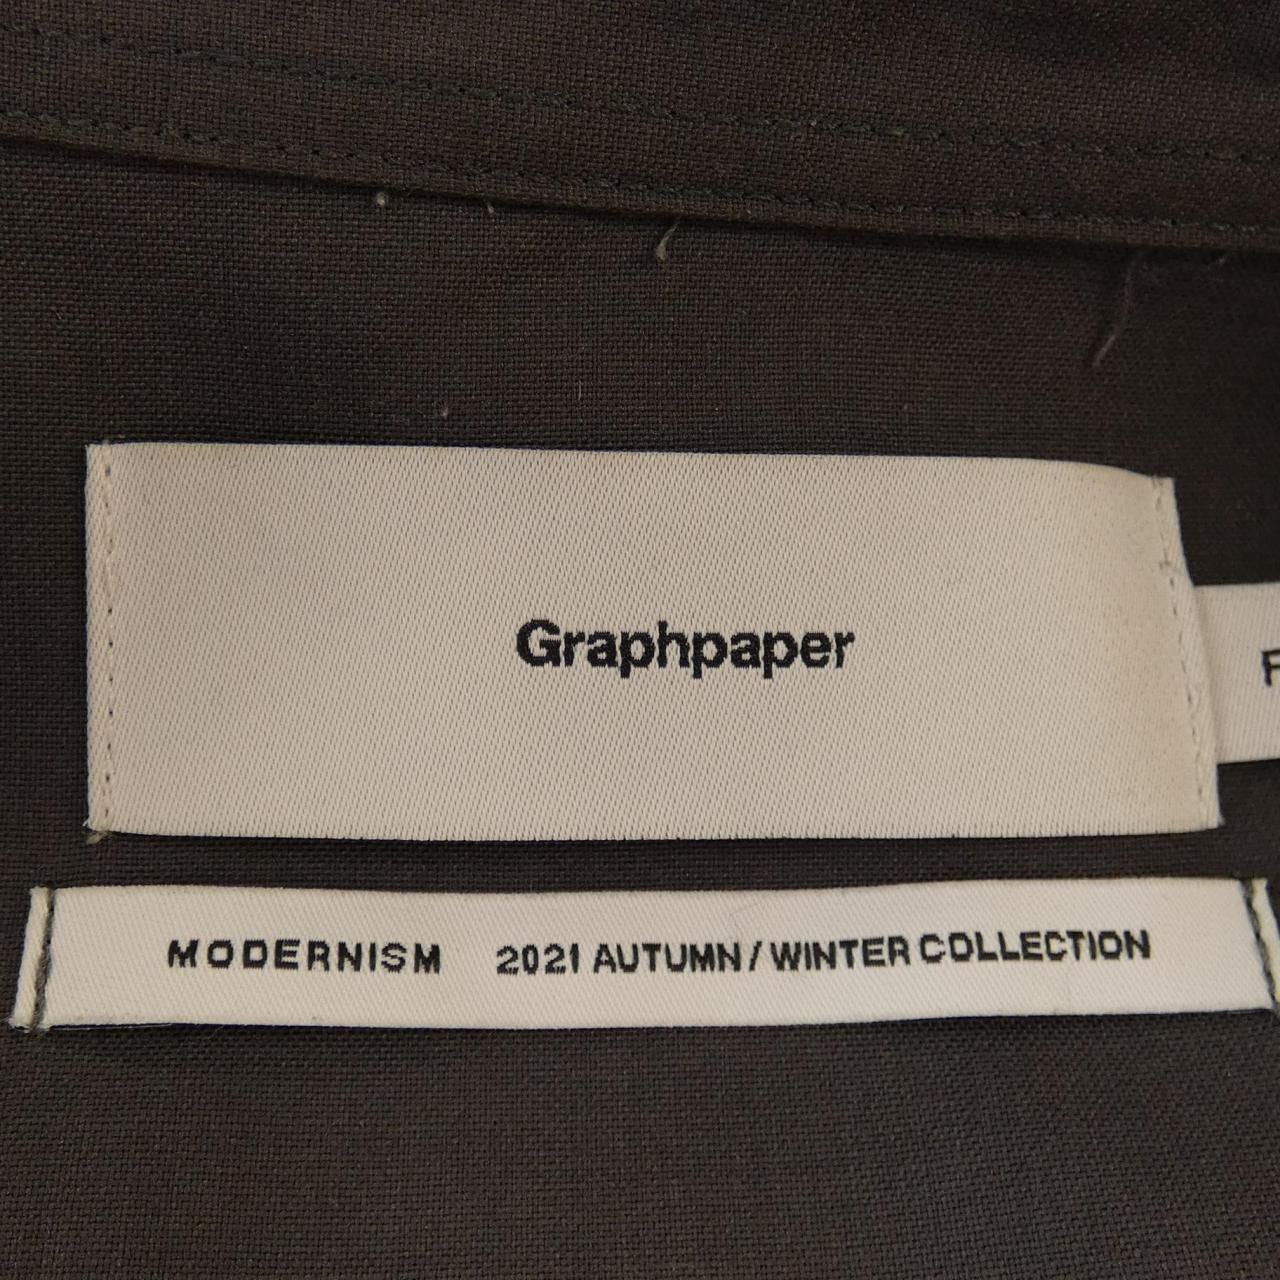 Graphpaper
F
MODERNISM 2021 AUTUMN / WINTER COLLECTION